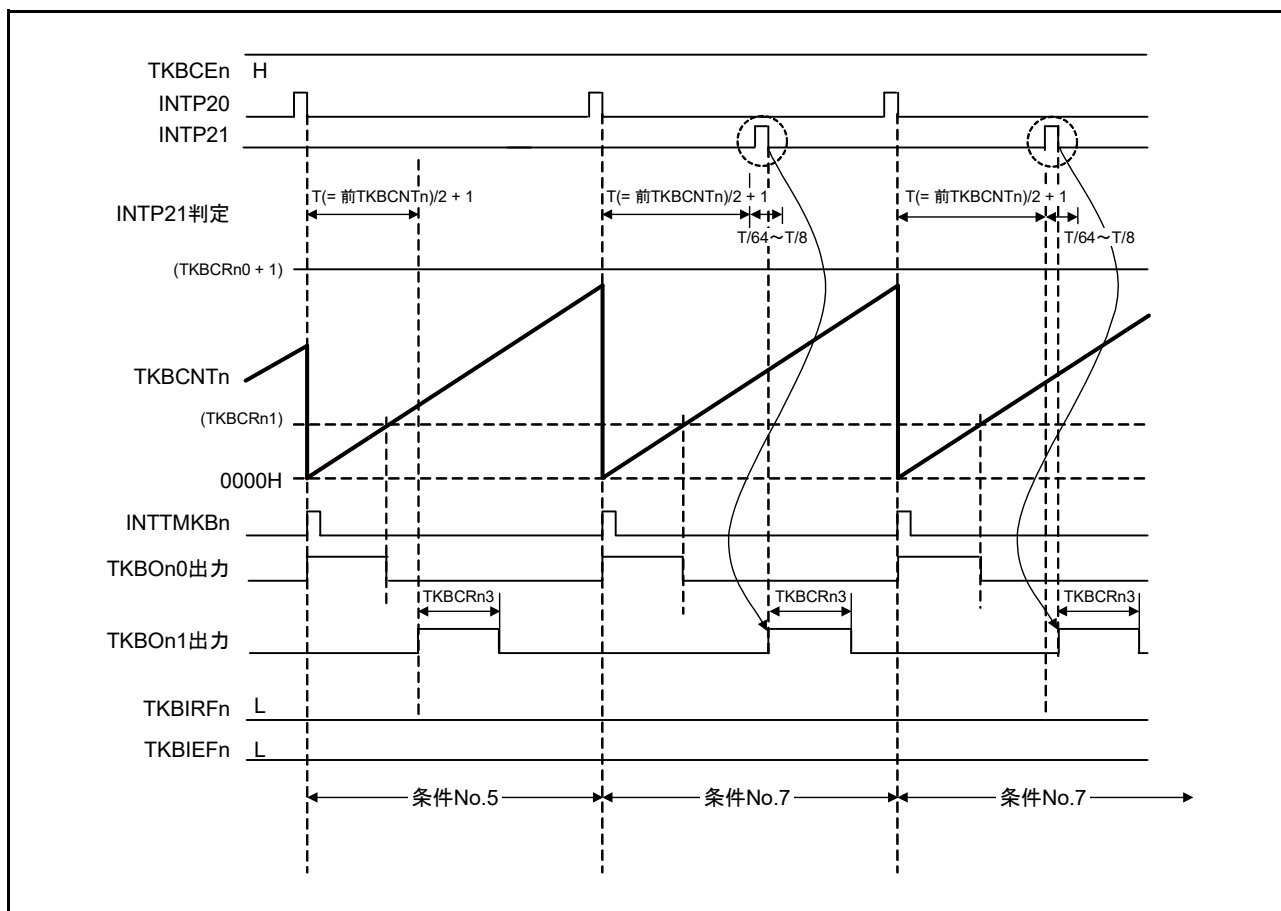 TKBCEn H
INTP20
INTP21
INTP21判定
T(= 前TKBCNTn)/2 + 1
T(= 前TKBCNTn)/2 + 1
T(= 前TKBCNTn)/2 + 1
T/64～T/8
T/64～T/8
(TKBCRn0 + 1)
TKBCNTn
(TKBCRn1)
0000H
INTTMKBn
TKBOn0出力
TKBCRn3
TKBCRn3
TKBCRn3
TKBOn1出力
TKBIRFn L
TKBIEFn L
条件No.5
条件No.7
条件No.7